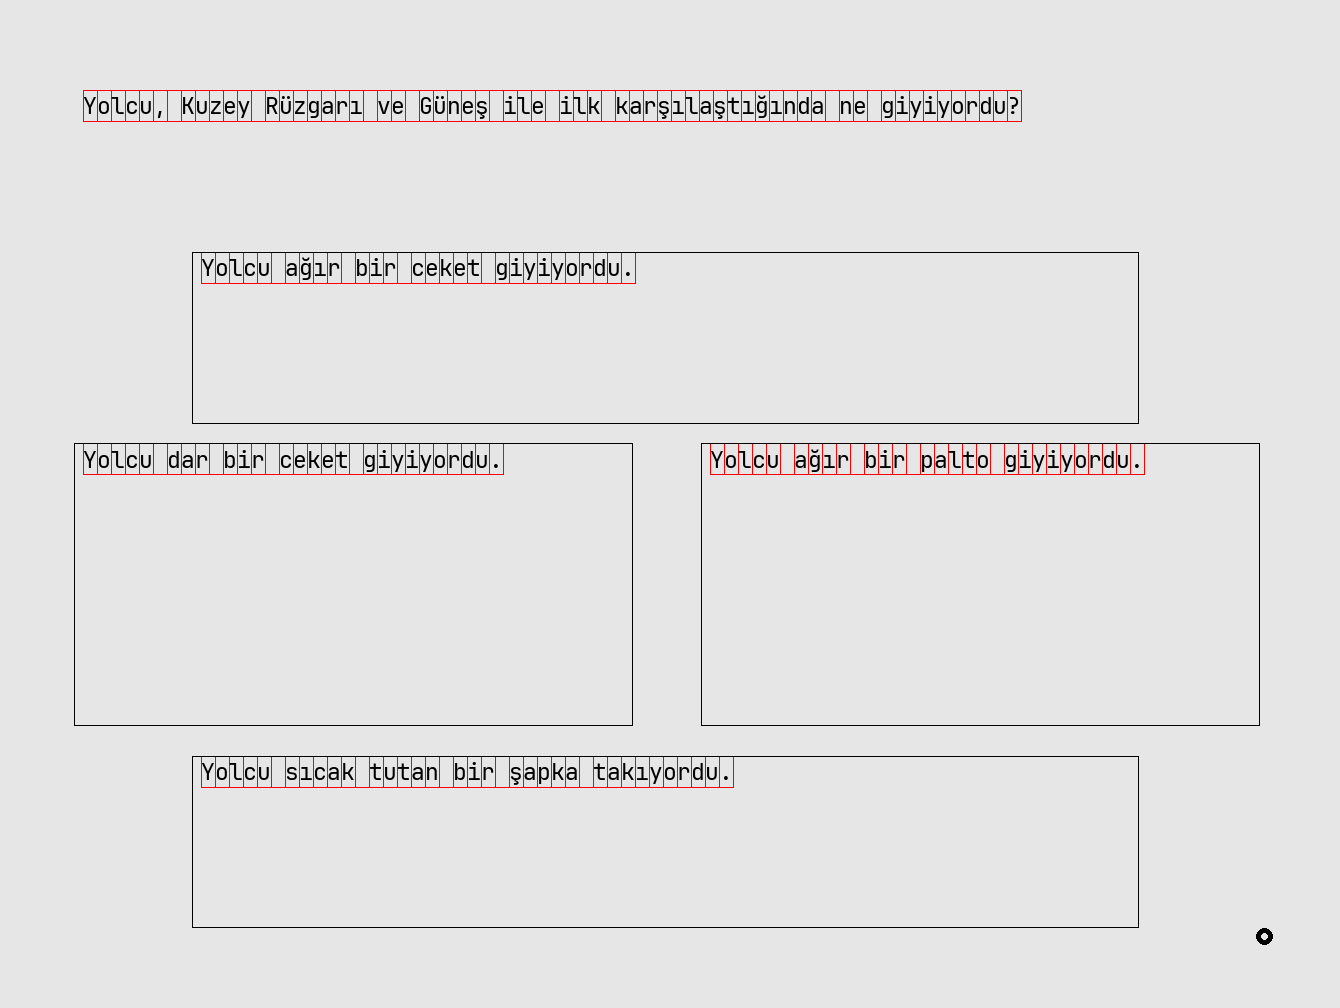 Yolcu, Kuzey Rüzgarı ve Güneş ile ilk karşılaştığında ne giyiyordu?
Yolcu ağır bir ceket giyiyordu.
Yolcu dar bir ceket giyiyordu.
Yolcu ağır bir palto giyiyordu.
Yolcu sıcak tutan bir şapka takıyordu.